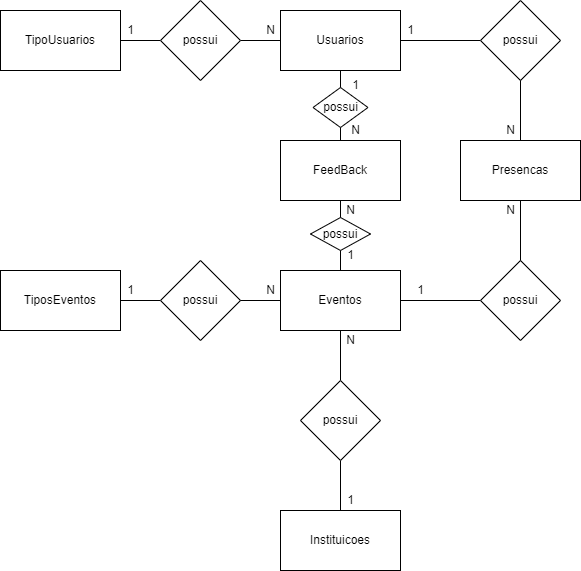 TipoUsuarios
1
possui
N
Usuarios
1
possui
1
possui
N
N
FeedBack
Presencas
N
N
possui
1
TiposEventos
1
possui
N
Eventos
1
possui
N
possui
1
Instituicoes